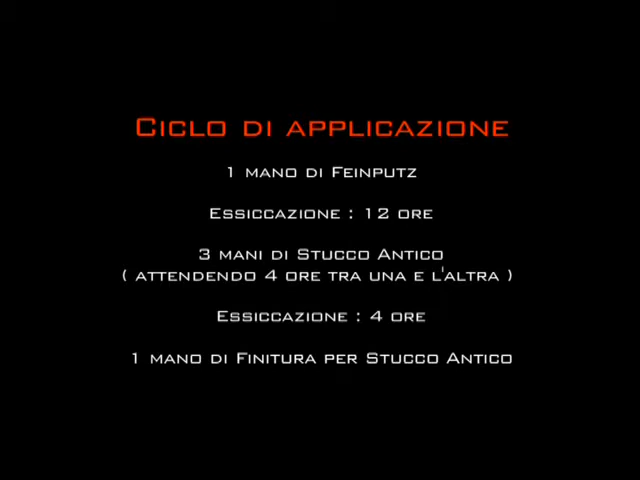 Ciclo di applicazione
1 mano di Feinputz
Essiccazione : 12 ore
3 mani di Stucco Antico
( attendendo 4 ore tra una e l'altra )
Essiccazione : 4 ore
1 mano di Finitura per Stucco Antico